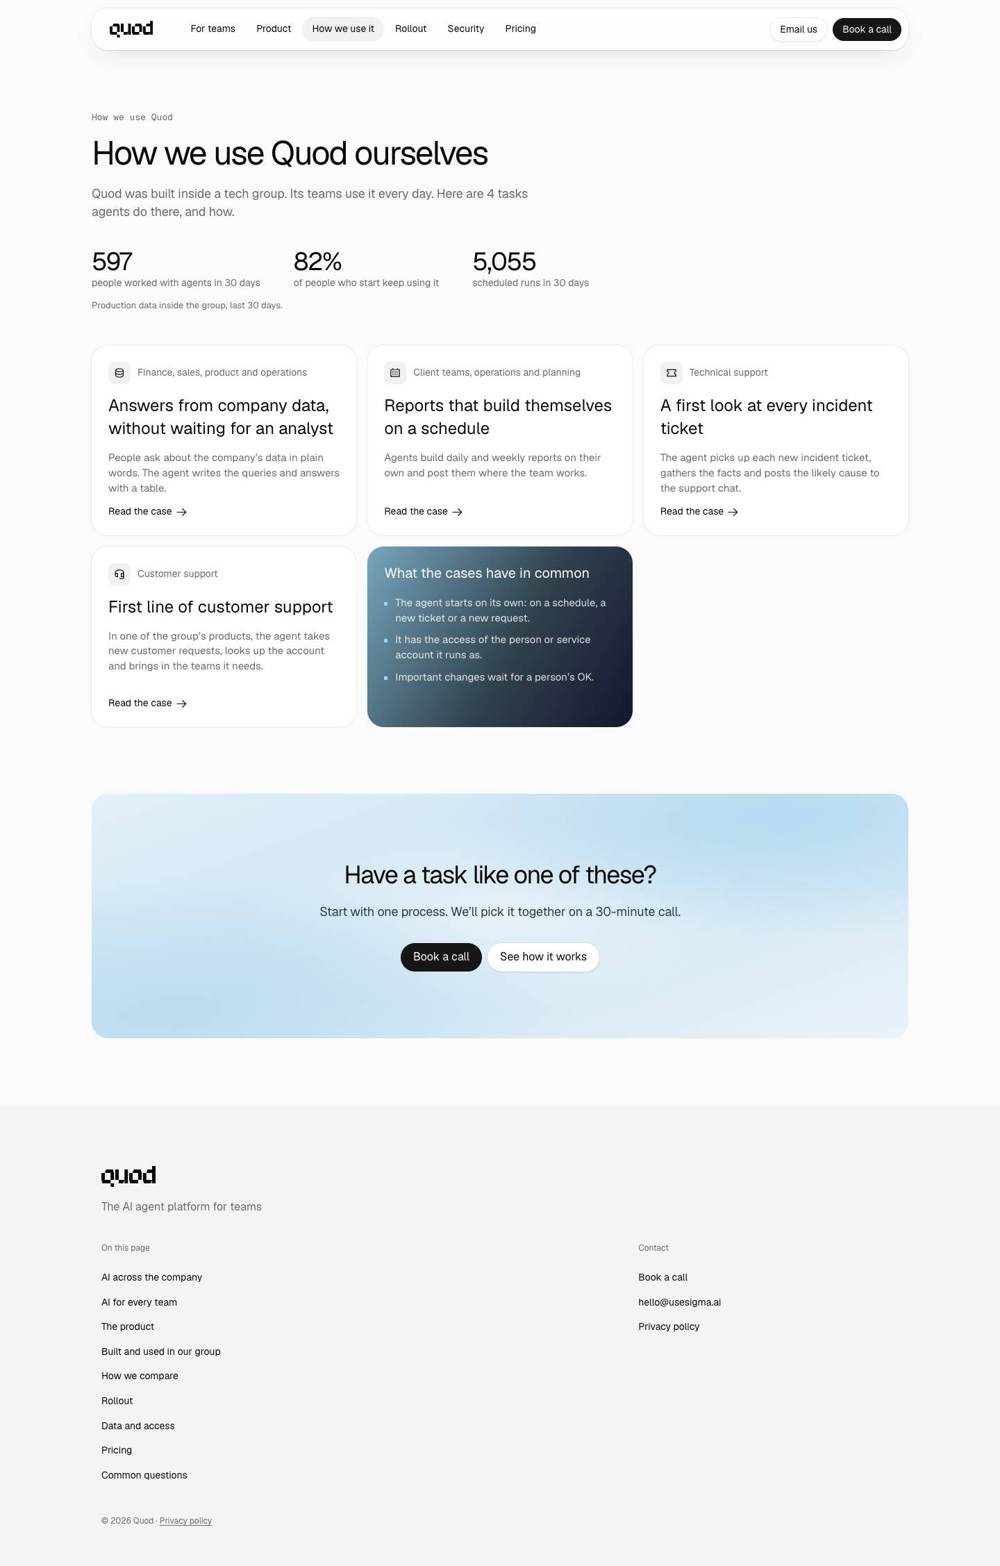 quod
For teams
Product
How we use it
Rollout
Security
Pricing
Email us
Book a call
How we use Quod
How we use Quod ourselves
Quod was built inside a tech group. Its teams use it every day. Here are 4 tasks
agents do there, and how.
597
people worked with agents in 30 days
82%
of people who start keep using it
5,055
scheduled runs in 30 days
Production data inside the group, last 30 days.
Finance, sales, product and operations
Answers from company data,
without waiting for an analyst
People ask about the company's data in plain
words. The agent writes the queries and answers
with a table.
Read the case →
Client teams, operations and planning
Reports that build themselves
on a schedule
Agents build daily and weekly reports on their
own and post them where the team works.
Read the case →
Technical support
A first look at every incident
ticket
The agent picks up each new incident ticket,
gathers the facts and posts the likely cause to
the support chat.
Read the case →
Customer support
First line of customer support
In one of the group's products, the agent takes
new customer requests, looks up the account
and brings in the teams it needs.
Read the case →
What the cases have in common
The agent starts on its own: on a schedule, a
new ticket or a new request.
It has the access of the person or service
account it runs as.
Important changes wait for a person's OK.
Have a task like one of these?
Start with one process. We'll pick it together on a 30-minute call.
Book a call
See how it works
quod
The AI agent platform for teams
On this page
AI across the company
AI for every team
The product
Built and used in our group
How we compare
Rollout
Data and access
Pricing
Common questions
Contact
Book a call
hello@usesigma.ai
Privacy policy
© 2026 Quod · Privacy policy